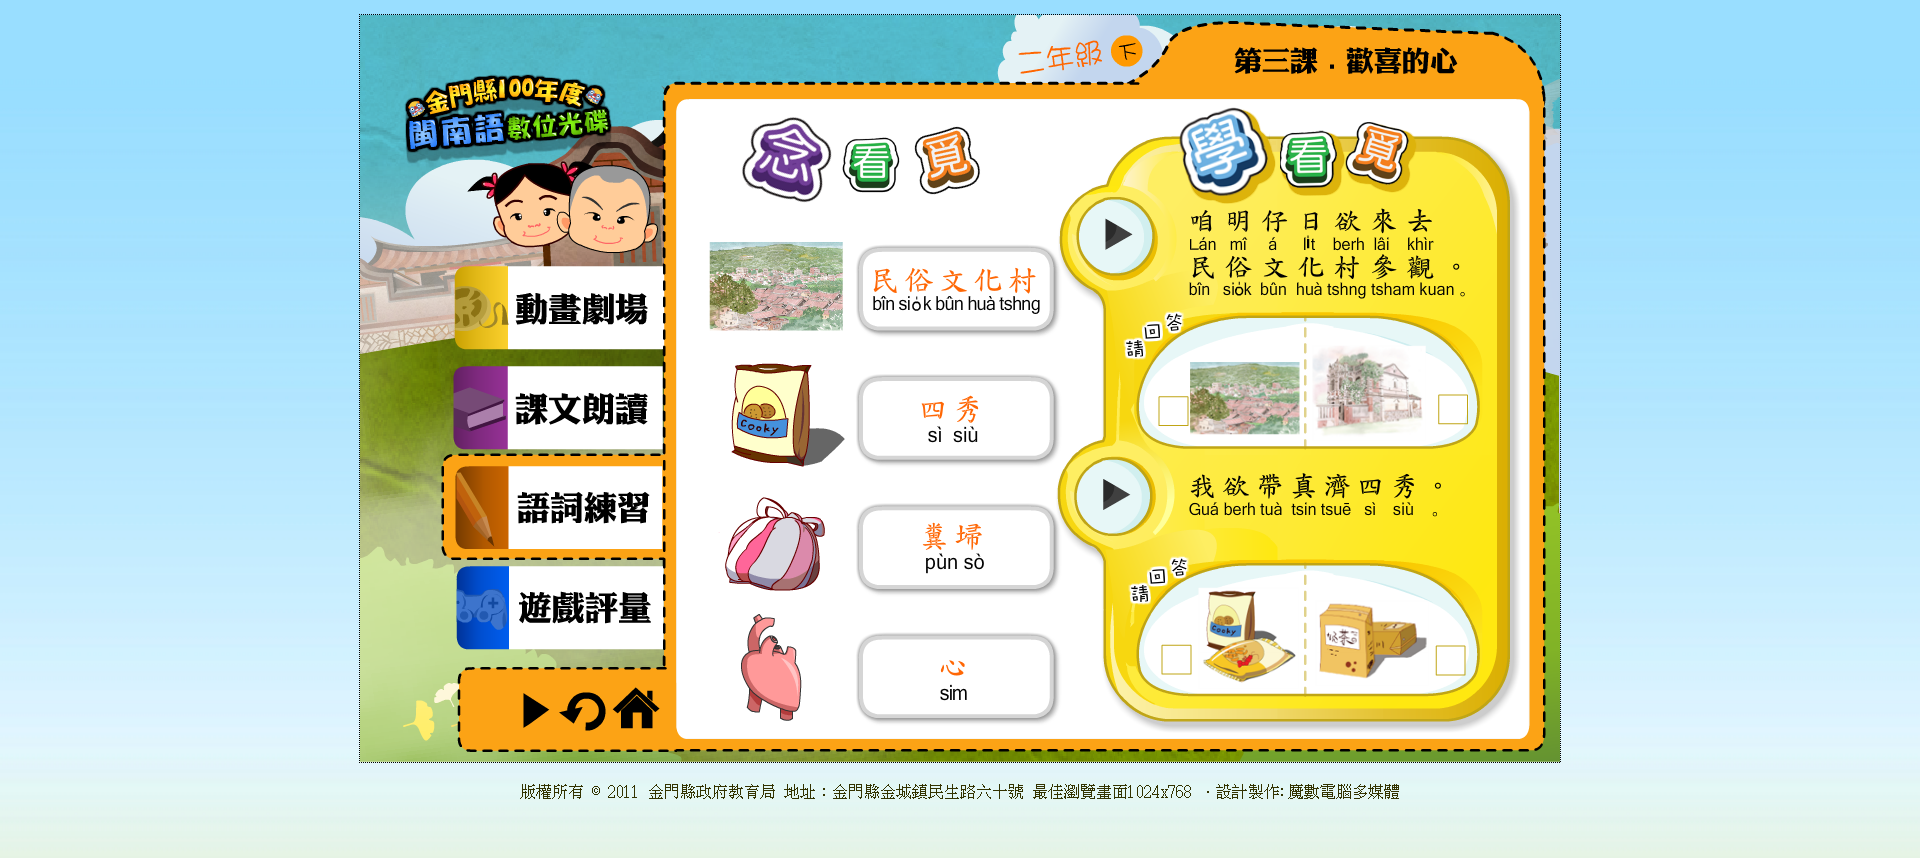 二年級 下
第三課．歡喜的心
金門縣100年度
閩南語數位光碟
動畫劇場
課文朗讀
語詞練習
遊戲評量
念看覓
民俗文化村
bîn sio̍k bûn huà tshng
Cooky
四秀
sì siù
糞埽
pùn sò
心
sim
學看覓
咱明仔日欲來去
Lán mî á li̍t berh lâi khìr
民俗文化村參觀。
bîn sio̍k bûn huà tshng tsham kuan 。
請回答
我欲帶真濟四秀。
Guá berh tuà tsin tsuē sì siù 。
請回答
Cooky
版權所有 © 2011 金門縣政府教育局 地址：金門縣金城鎮民生路六十號 最佳瀏覽畫面1024x768 ．設計製作: 魔數電腦多媒體